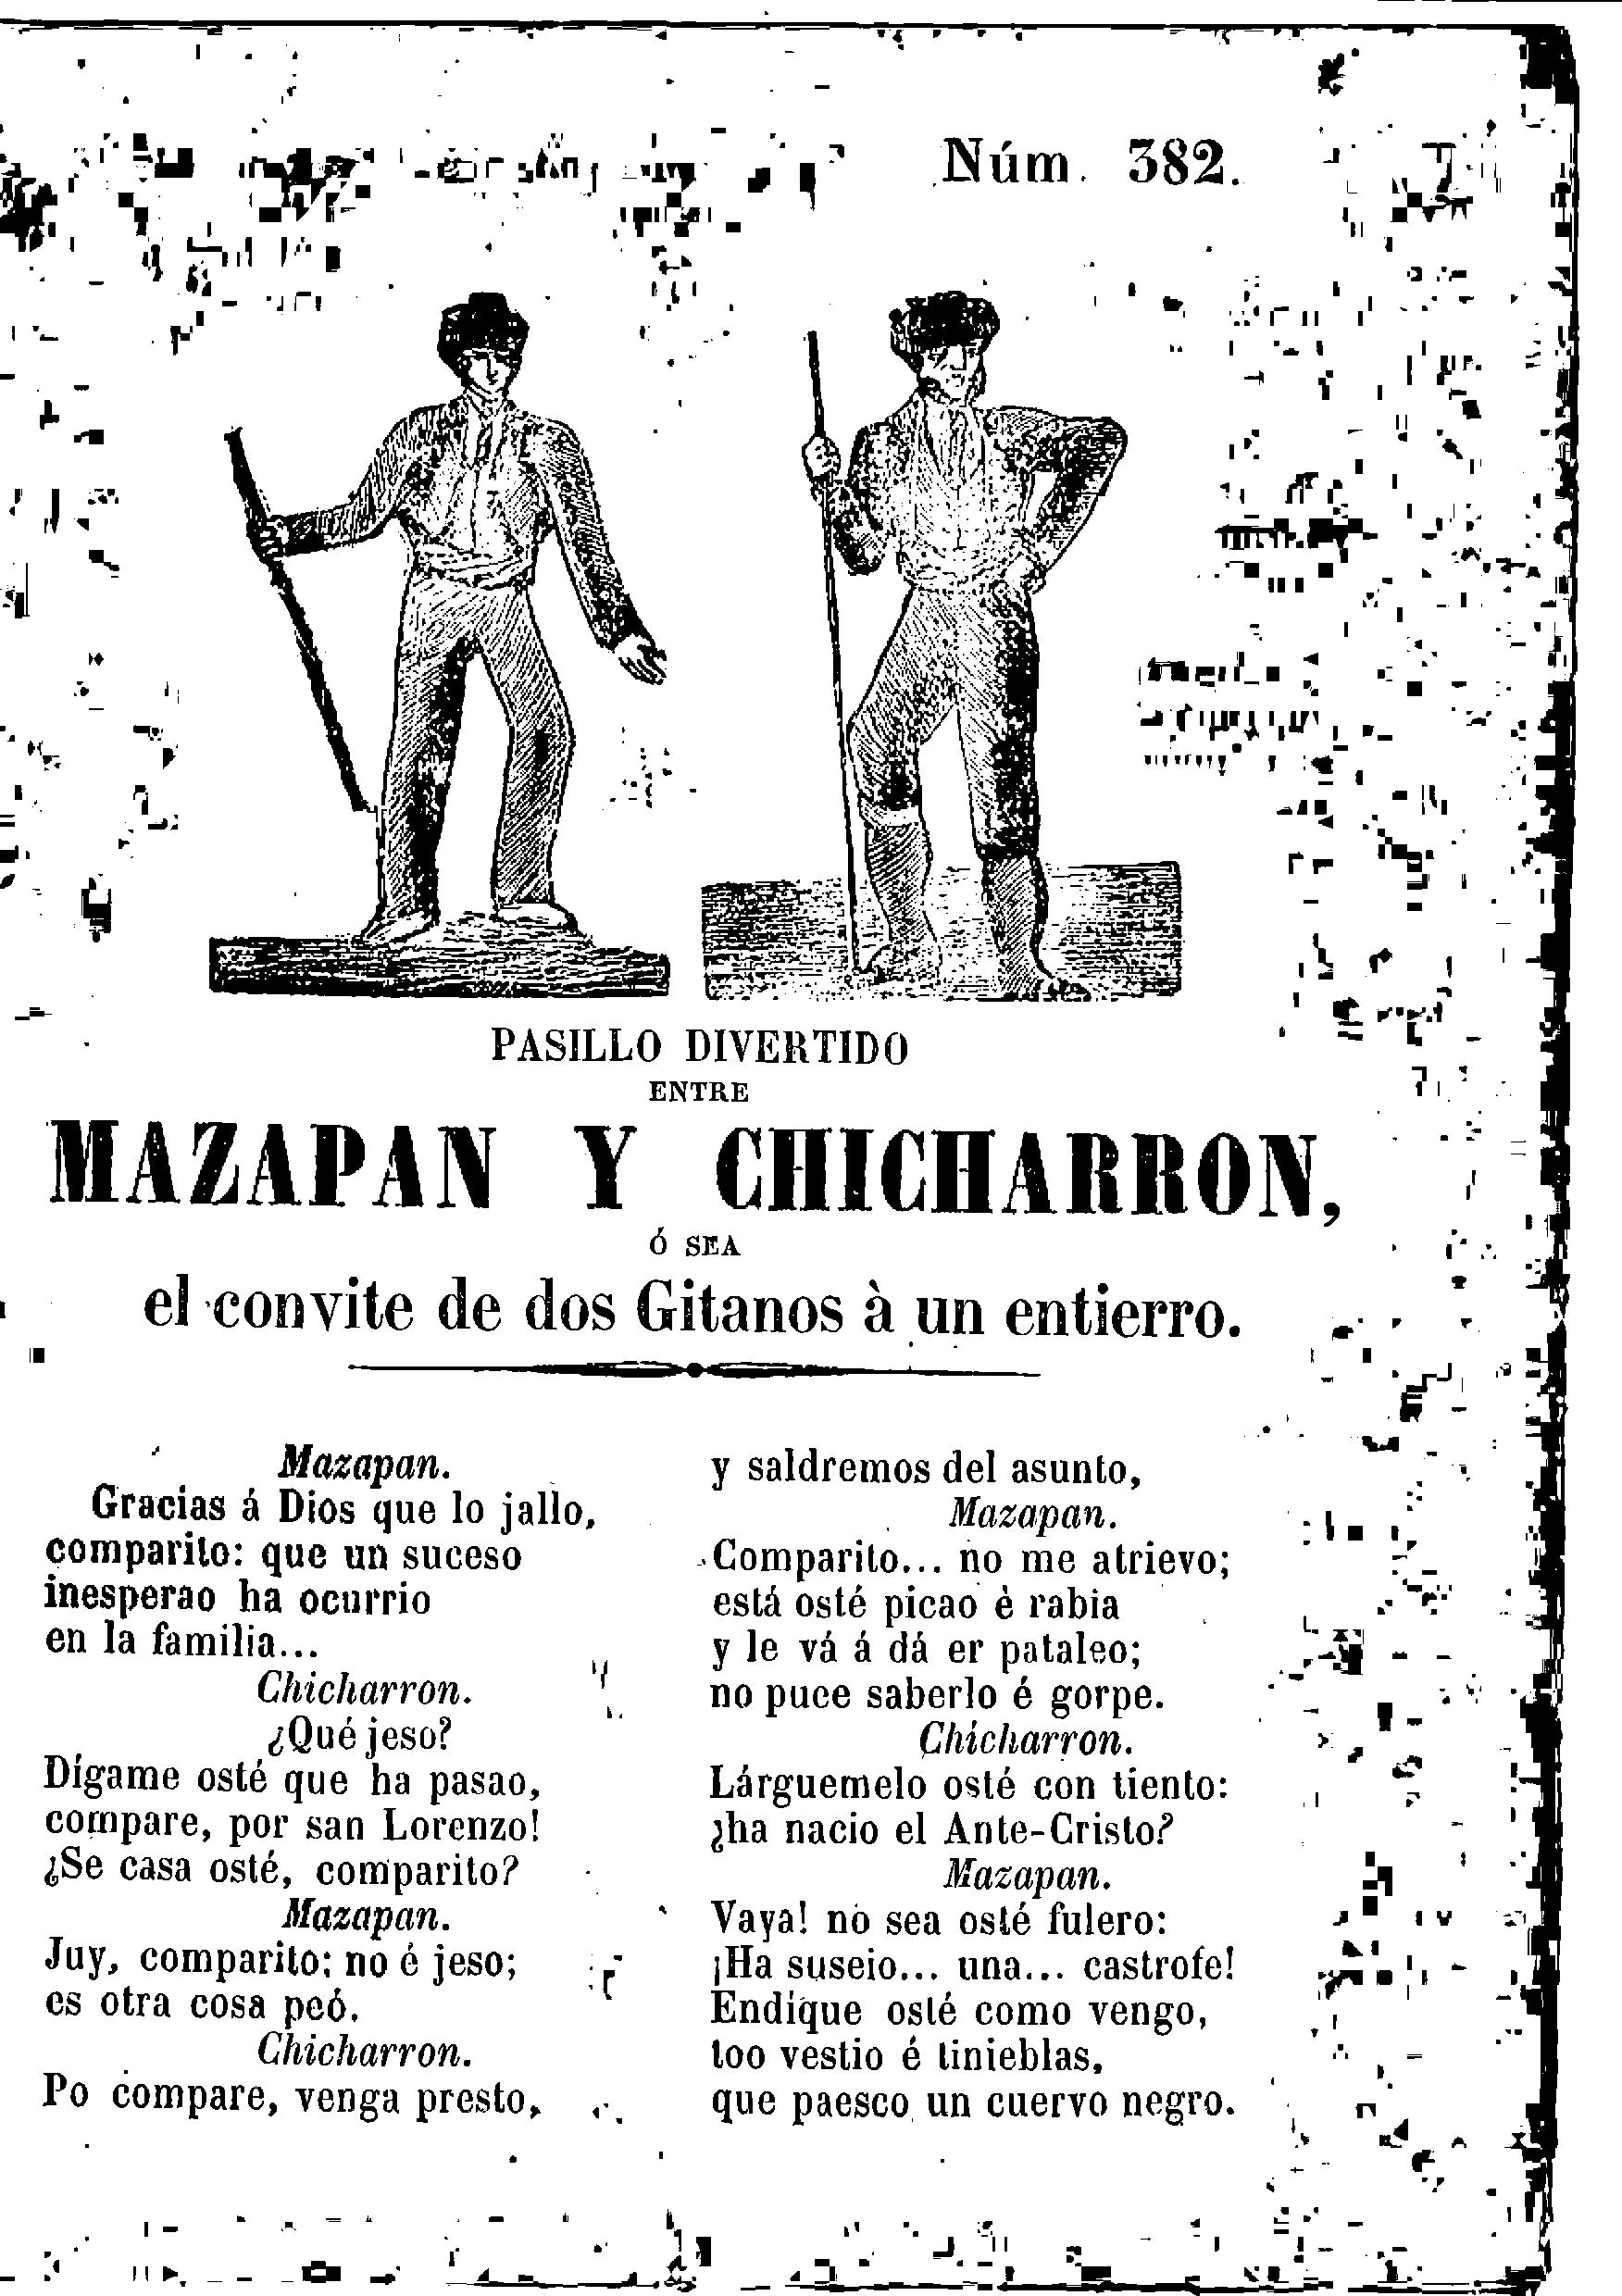 Núm. 382.
PASILLO DIVERTIDO
ENTRE
MAZAPAN Y CHICHARRON,
Ó SEA
el convite de dos Gitanos à un entierro.
Mazapan.
Gracias á Dios que lo jallo,
comparito: que un suceso
inesperao ha ocurrio
en la familia...
Chicharron.
¿Qué jeso?
Dígame osté que ha pasao,
compare, por san Lorenzo!
¿Se casa osté, comparito?
Mazapan.
Juy, comparito; no é jeso;
es otra cosa peó.
Chicharron.
Po compare, venga presto,
y saldremos del asunto,
Mazapan.
Comparito... no me atrievo;
está osté picao è rabia
y le vá á dá er pataleo;
no puce saberlo é gorpe.
Chicharron.
Lárguemelo osté con tiento:
¿ha nacio el Ante-Cristo?
Mazapan.
Vaya! no sea osté fulero:
¡Ha suseio... una... castrofe!
Endique osté como vengo,
too vestio é tinieblas,
que paesco un cuervo negro.